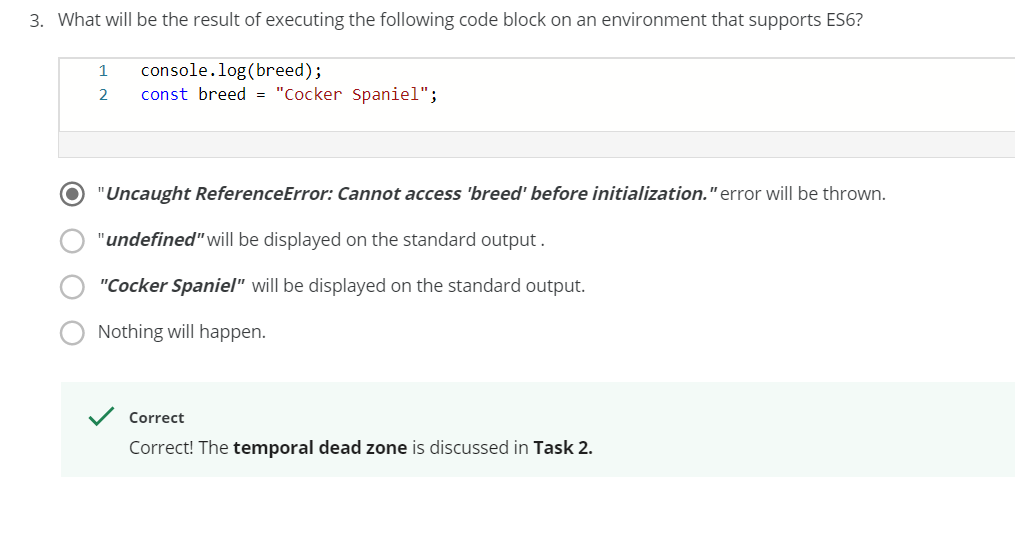 3. What will be the result of executing the following code block on an environment that supports ES6?
1 console.log(breed);
2 const breed = "Cocker Spaniel";
"Uncaught ReferenceError: Cannot access 'breed' before initialization." error will be thrown.
"undefined" will be displayed on the standard output .
"Cocker Spaniel" will be displayed on the standard output.
Nothing will happen.
Correct
Correct! The temporal dead zone is discussed in Task 2.